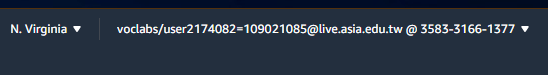 N. Virginia ▼ voclabs/user2174082=109021085@live.asia.edu.tw @ 3583-3166-1377 ▼